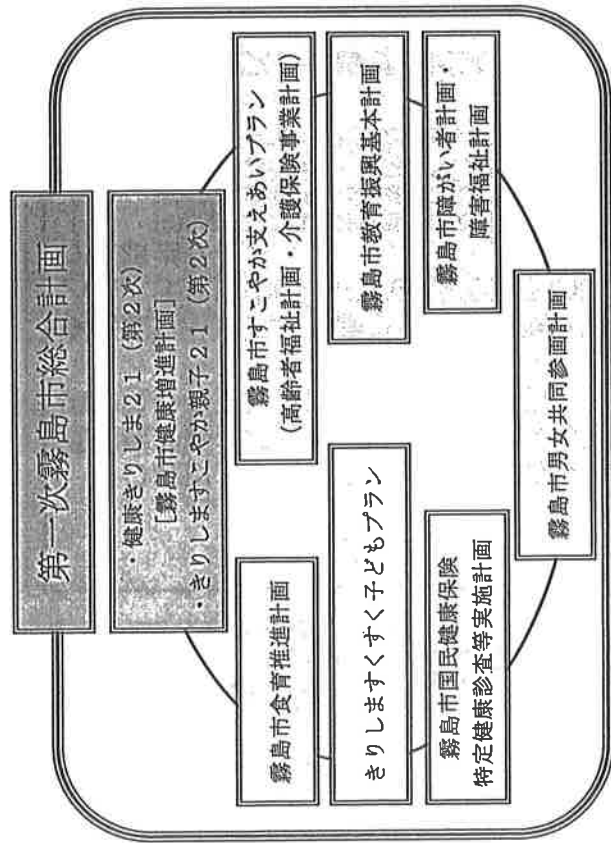 第一次霧島市総合計画
・健康きりしま２１（第２次）
［霧島市健康増進計画］
・きりしますこやか親子２１（第２次）
霧島市食育推進計画
霧島市すこやか支えあいプラン
（高齢者福祉計画・介護保険事業計画）
きりしますくすく子どもプラン
霧島市教育振興基本計画
霧島市国民健康保険
特定健康診査等実施計画
霧島市障がい者計画・
障害福祉計画
霧島市男女共同参画計画